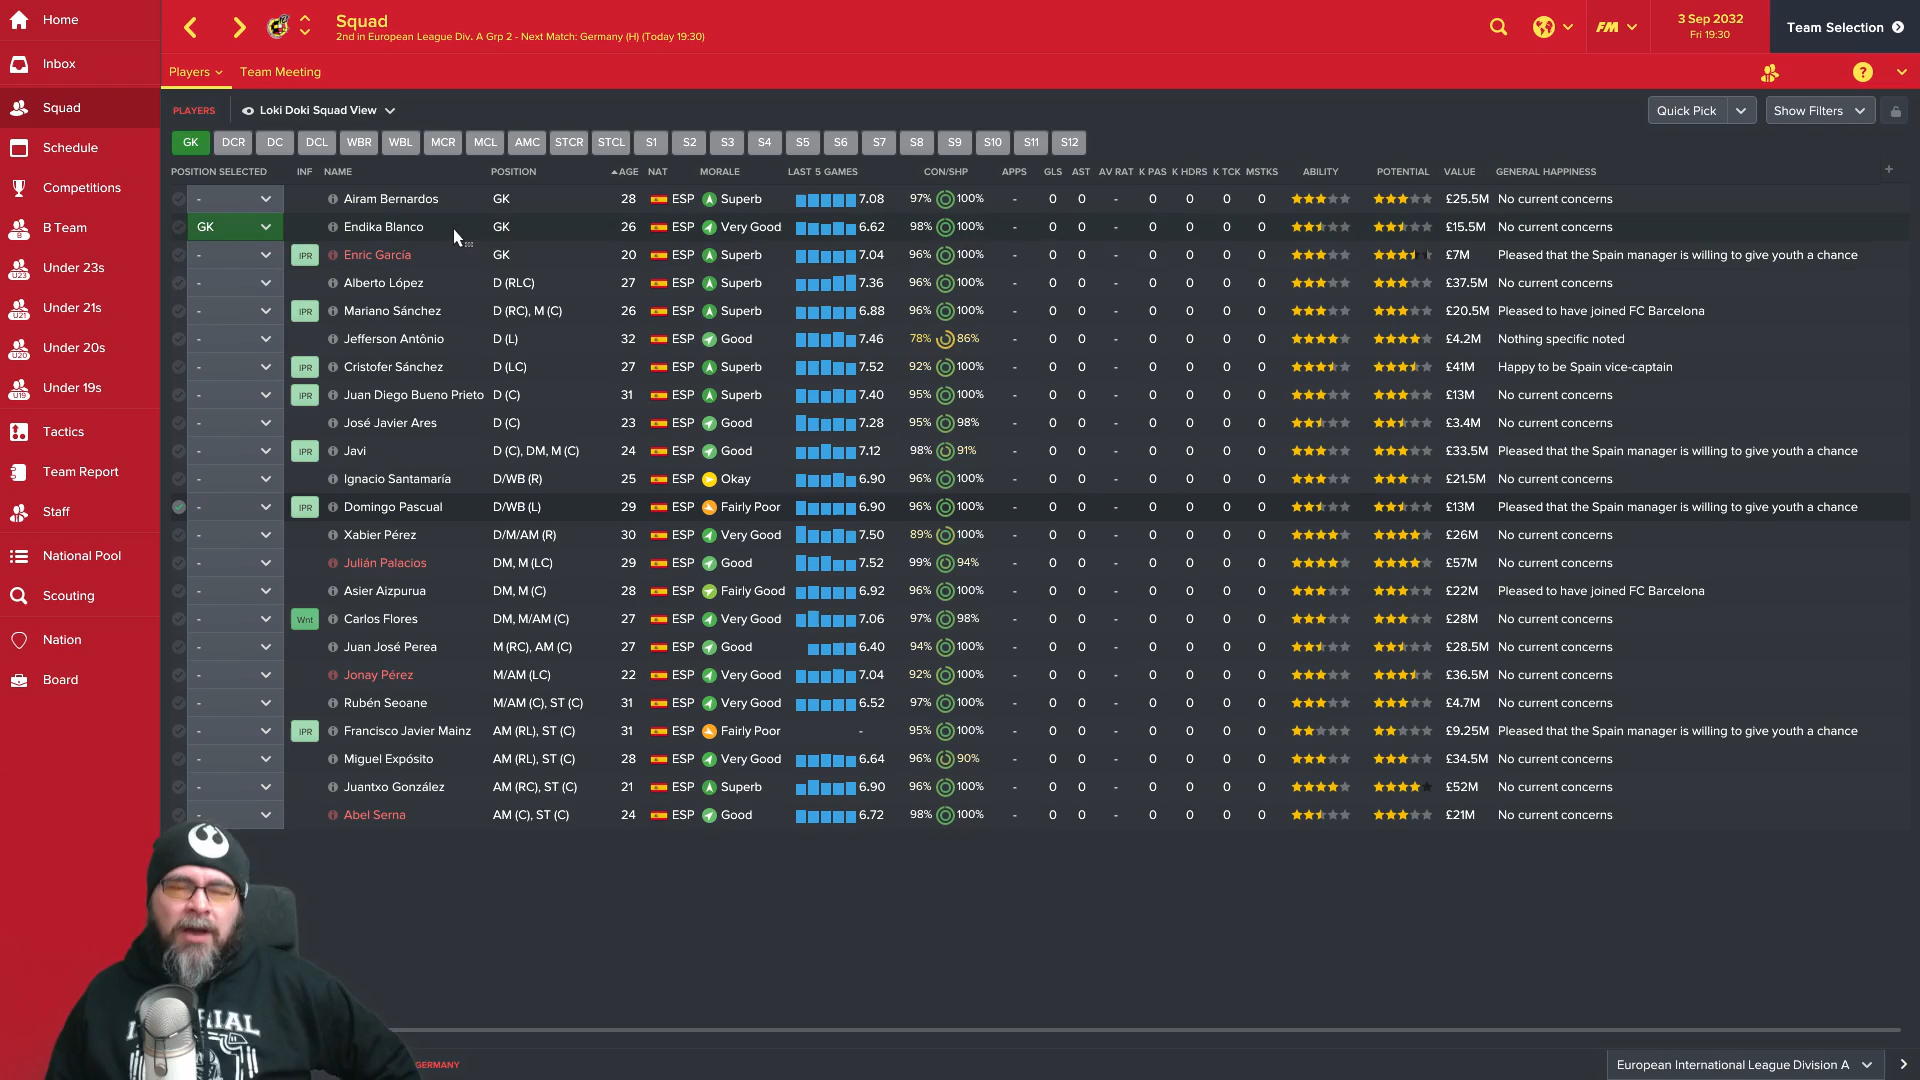 Home
Inbox
Squad
Schedule
Competitions
B Team
Under 23s
Under 21s
Under 20s
Under 19s
Tactics
Team Report
Staff
National Pool
Scouting
Nation
Board
Squad
2nd in European League Div. A Grp 2 - Next Match: Germany (H) (Today 19:30)
FM
3 Sep 2032
Fri 19:30
Team Selection
Players Team Meeting
PLAYERS Loki Doki Squad View Quick Pick Show Filters
GK DCR DC DCL WBR WBL MCR MCL AMC STCR STCL S1 S2 S3 S4 S5 S6 S7 S8 S9 S10 S11 S12
POSITION SELECTED INF NAME POSITION AGE NAT MORALE LAST 5 GAMES CON/SHP APPS GLS AST AV RAT K PAS K HDRS K TCK MSTKS ABILITY POTENTIAL VALUE GENERAL HAPPINESS
- Airam Bernardos GK 28 ESP Superb 7.08 97% 100% - 0 0 - 0 0 0 0 £25.5M No current concerns
GK Endika Blanco GK 26 ESP Very Good 6.62 98% 100% - 0 0 - 0 0 0 0 £15.5M No current concerns
- IPR Enric García GK 20 ESP Superb 7.04 96% 100% - 0 0 - 0 0 0 0 £7M Pleased that the Spain manager is willing to give youth a chance
- Alberto López D (RLC) 27 ESP Superb 7.36 96% 100% - 0 0 - 0 0 0 0 £37.5M No current concerns
- IPR Mariano Sánchez D (RC), M (C) 26 ESP Superb 6.88 96% 100% - 0 0 - 0 0 0 0 £20.5M Pleased to have joined FC Barcelona
- Jefferson Antônio D (L) 32 ESP Good 7.46 78% 86% - 0 0 - 0 0 0 0 £4.2M Nothing specific noted
- IPR Cristofer Sánchez D (LC) 27 ESP Superb 7.52 92% 100% - 0 0 - 0 0 0 0 £41M Happy to be Spain vice-captain
- IPR Juan Diego Bueno Prieto D (C) 31 ESP Superb 7.40 95% 100% - 0 0 - 0 0 0 0 £13M No current concerns
- José Javier Ares D (C) 23 ESP Good 7.28 95% 98% - 0 0 - 0 0 0 0 £3.4M No current concerns
- IPR Javi D (C), DM, M (C) 24 ESP Good 7.12 98% 91% - 0 0 - 0 0 0 0 £33.5M Pleased that the Spain manager is willing to give youth a chance
- Ignacio Santamaría D/WB (R) 25 ESP Okay 6.90 96% 100% - 0 0 - 0 0 0 0 £21.5M No current concerns
- IPR Domingo Pascual D/WB (L) 29 ESP Fairly Poor 6.90 96% 100% - 0 0 - 0 0 0 0 £13M Pleased that the Spain manager is willing to give youth a chance
- Xabier Pérez D/M/AM (R) 30 ESP Very Good 7.50 89% 100% - 0 0 - 0 0 0 0 £26M No current concerns
- Julián Palacios DM, M (LC) 29 ESP Good 7.52 99% 94% - 0 0 - 0 0 0 0 £57M No current concerns
- Asier Aizpurua DM, M (C) 28 ESP Fairly Good 6.92 96% 100% - 0 0 - 0 0 0 0 £22M Pleased to have joined FC Barcelona
- Wnt Carlos Flores DM, M/AM (C) 27 ESP Very Good 7.06 97% 98% - 0 0 - 0 0 0 0 £28M No current concerns
- Juan José Perea M (RC), AM (C) 27 ESP Good 6.40 94% 100% - 0 0 - 0 0 0 0 £28.5M No current concerns
- Jonay Pérez M/AM (LC) 22 ESP Very Good 7.04 92% 100% - 0 0 - 0 0 0 0 £36.5M No current concerns
- Rubén Seoane M/AM (C), ST (C) 31 ESP Very Good 6.52 97% 100% - 0 0 - 0 0 0 0 £4.7M No current concerns
- IPR Francisco Javier Mainz AM (RL), ST (C) 31 ESP Fairly Poor - 95% 100% - 0 0 - 0 0 0 0 £9.25M Pleased that the Spain manager is willing to give youth a chance
- Miguel Expósito AM (RL), ST (C) 28 ESP Very Good 6.64 96% 90% - 0 0 - 0 0 0 0 £34.5M No current concerns
- Juantxo González AM (RC), ST (C) 21 ESP Superb 6.90 96% 100% - 0 0 - 0 0 0 0 £52M No current concerns
- Abel Serna AM (C), ST (C) 24 ESP Good 6.72 98% 100% - 0 0 - 0 0 0 0 £21M No current concerns
GERMANY
European International League Division A